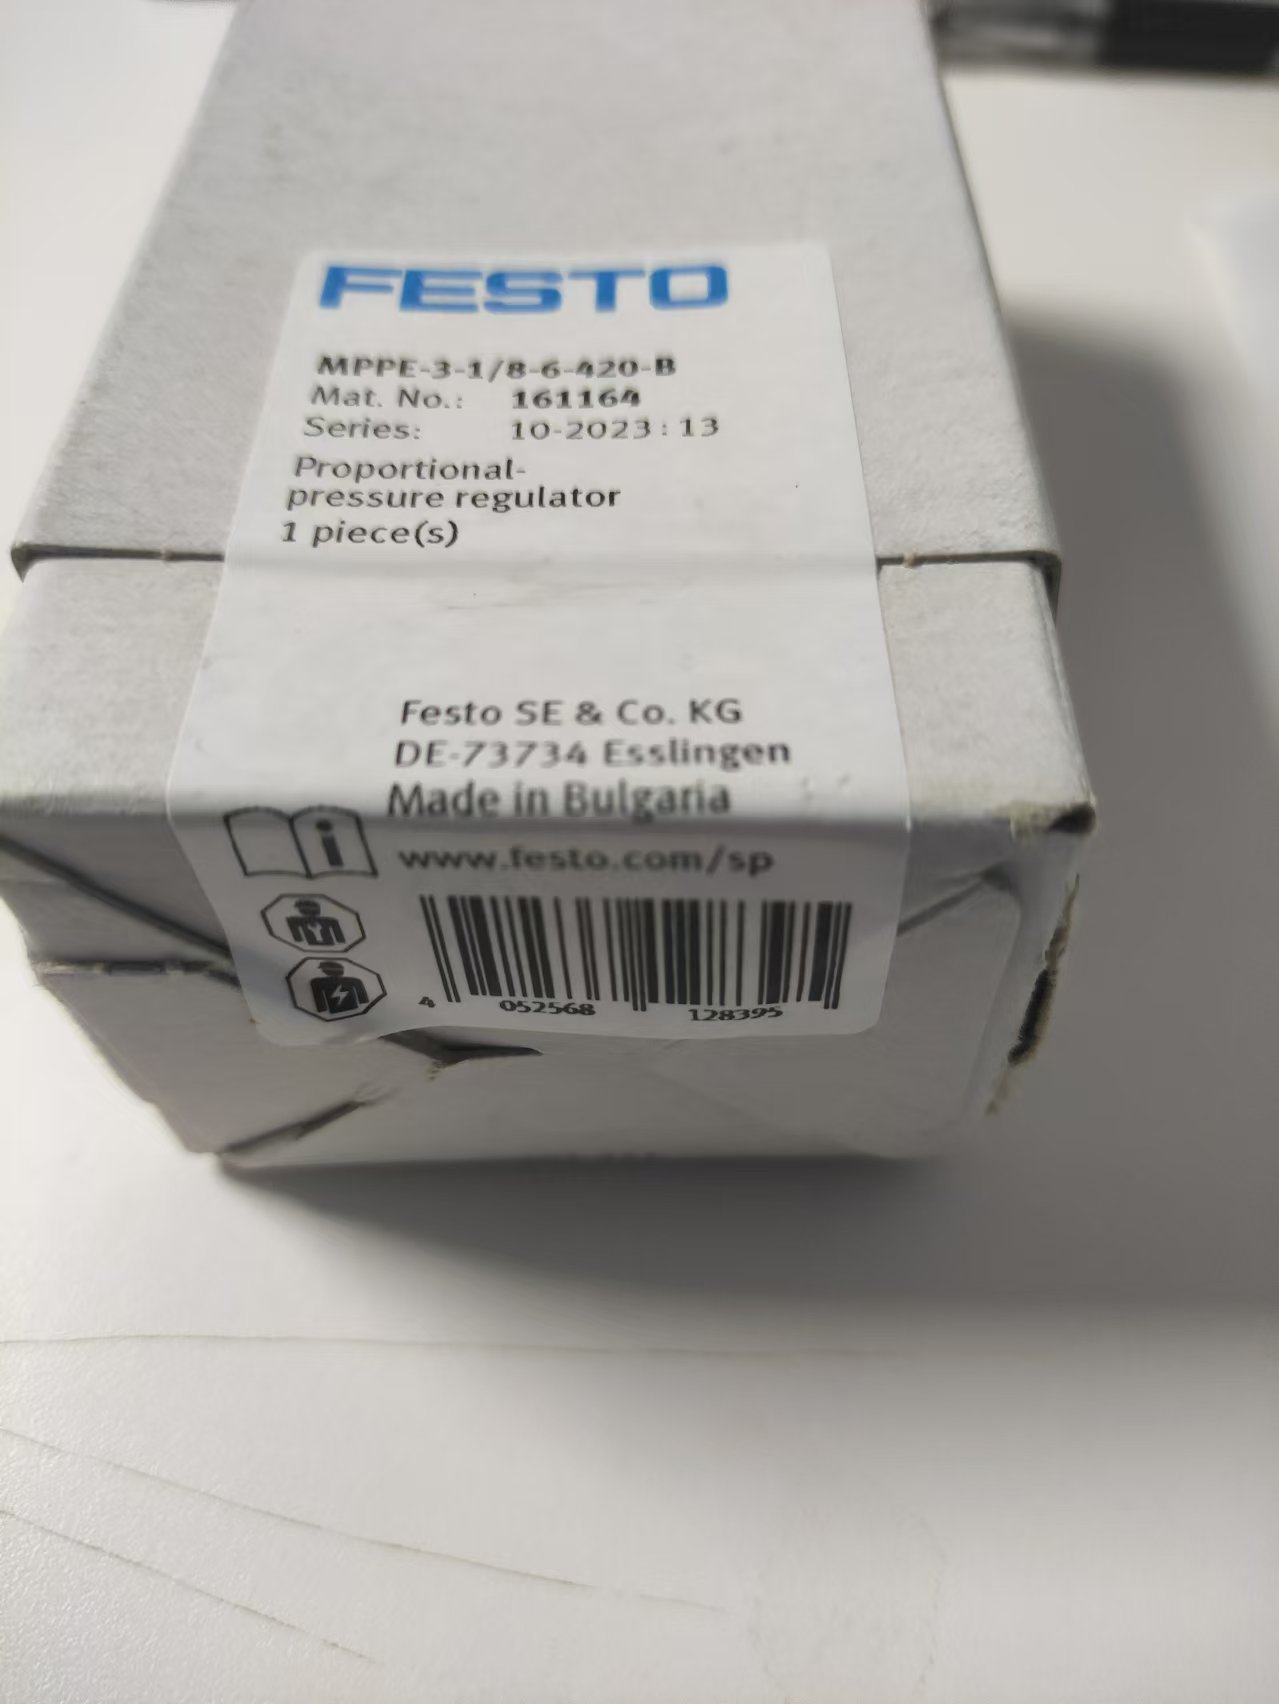 FESTO
MPPE-3-1/8-6-420-B
Mat. No.: 161164
Series: 10-2023:13
Proportional-
pressure regulator
1 piece(s)
Festo SE & Co. KG
DE-73734 Esslingen
Made in Bulgaria
www.festo.com/sp
4 052568 128395